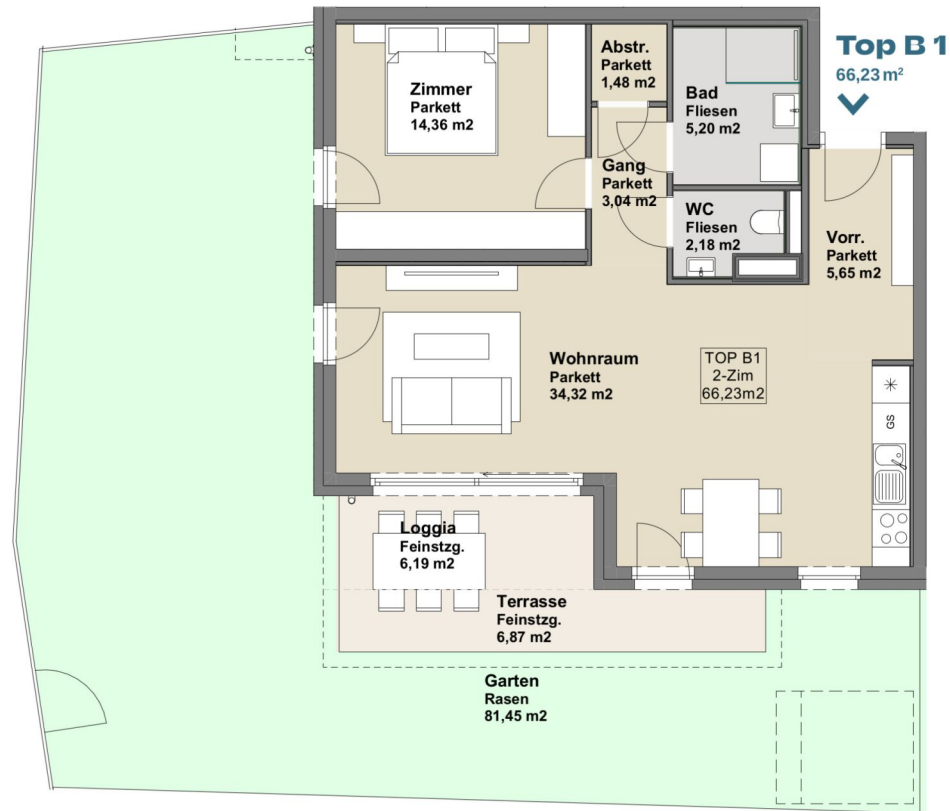 Top B 1
66,23 m²
Abstr.
Parkett
1,48 m2
Zimmer
Parkett
14,36 m2
Bad
Fliesen
5,20 m2
Gang
Parkett
3,04 m2
WC
Fliesen
2,18 m2
Vorr.
Parkett
5,65 m2
Wohnraum
Parkett
34,32 m2
TOP B1
2-Zim
66,23m2
GS
Loggia
Feinstzg.
6,19 m2
Terrasse
Feinstzg.
6,87 m2
Garten
Rasen
81,45 m2